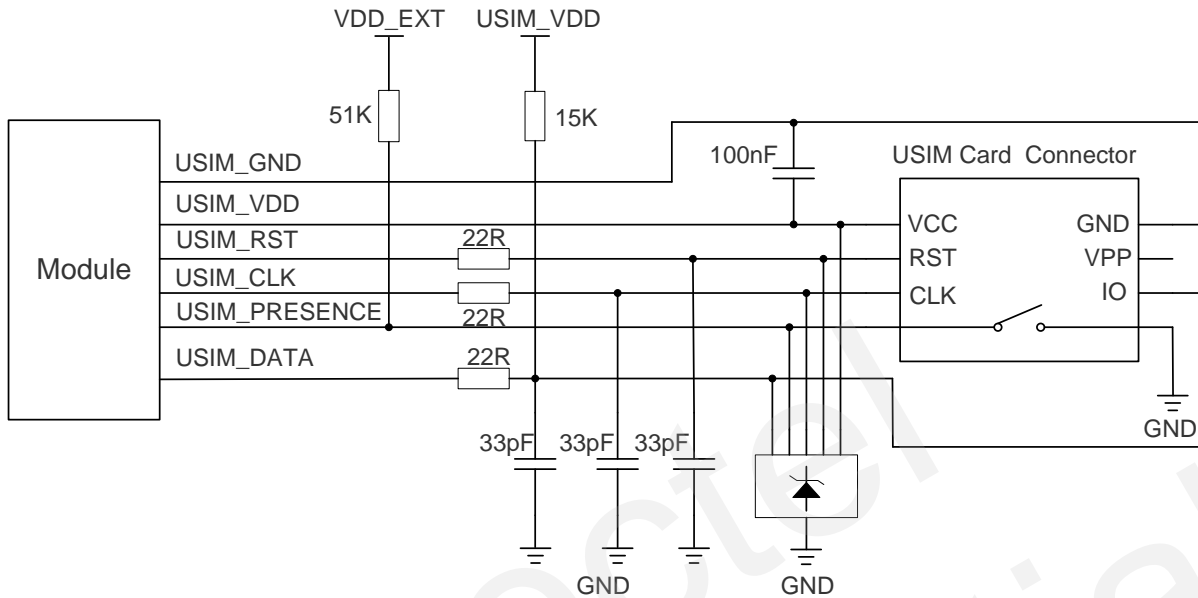 VDD_EXT USIM_VDD
51K 15K
100nF USIM Card Connector
Module
USIM_GND
USIM_VDD
USIM_RST 22R
USIM_CLK
USIM_PRESENCE 22R
USIM_DATA 22R
VCC GND
RST VPP
CLK IO
GND
33pF 33pF 33pF
GND GND